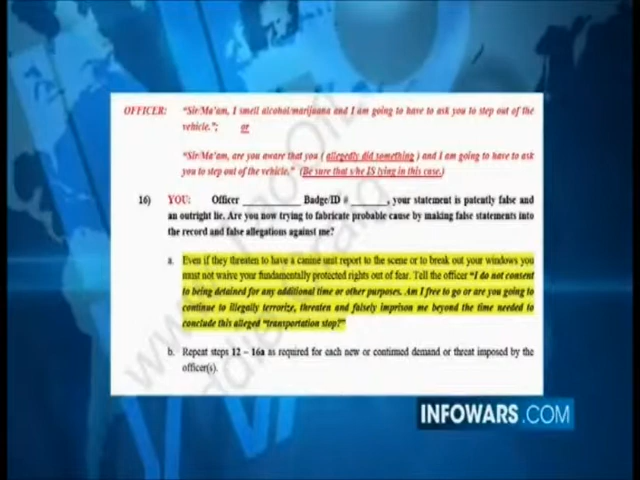 OFFICER: "Sir/Ma'am, I smell alcohol/marijuana and I am going to have to ask you to step out of the
vehicle."; or
"Sir/Ma'am, are you aware that you ( allegedly did something ) and I am going to have to ask
you to step out of the vehicle." (Be sure that s/he IS lying in this case.)
16) YOU: Officer ____________ Badge/ID # _______, your statement is patently false and
an outright lie. Are you now trying to fabricate probable cause by making false statements into
the record and false allegations against me?
a. Even if they threaten to have a canine unit report to the scene or to break out your windows you
must not waive your fundamentally protected rights out of fear. Tell the officer "I do not consent
to being detained for any additional time or other purposes. Am I free to go or are you going to
continue to illegally terrorize, threaten and falsely imprison me beyond the time needed to
conclude this alleged "transportation stop?"
b. Repeat steps 12 – 16a as required for each new or continued demand or threat imposed by the
officer(s).
INFOWARS.COM